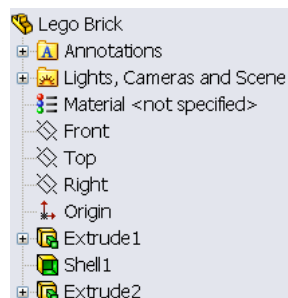 Lego Brick
Annotations
Lights, Cameras and Scene
Material <not specified>
Front
Top
Right
Origin
Extrude1
Shell1
Extrude2